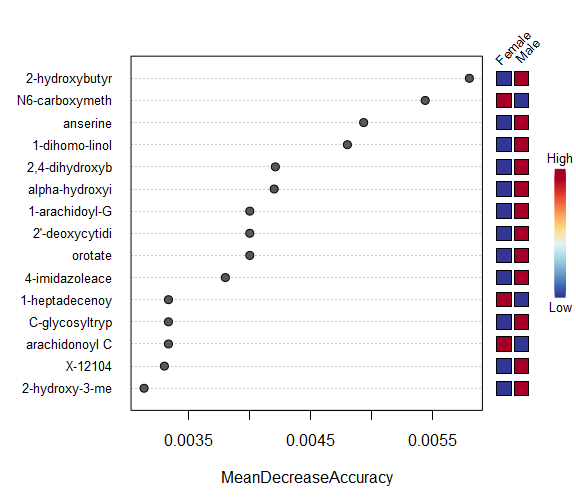 Female
Male
2-hydroxybutyr
N6-carboxymeth
anserine
1-dihomo-linol
2,4-dihydroxyb
alpha-hydroxyi
1-arachidoyl-G
2'-deoxycytidi
orotate
4-imidazoleace
1-heptadecenoy
C-glycosyltryp
arachidonoyl C
X-12104
2-hydroxy-3-me
High
Low
0.0035 0.0045 0.0055
MeanDecreaseAccuracy